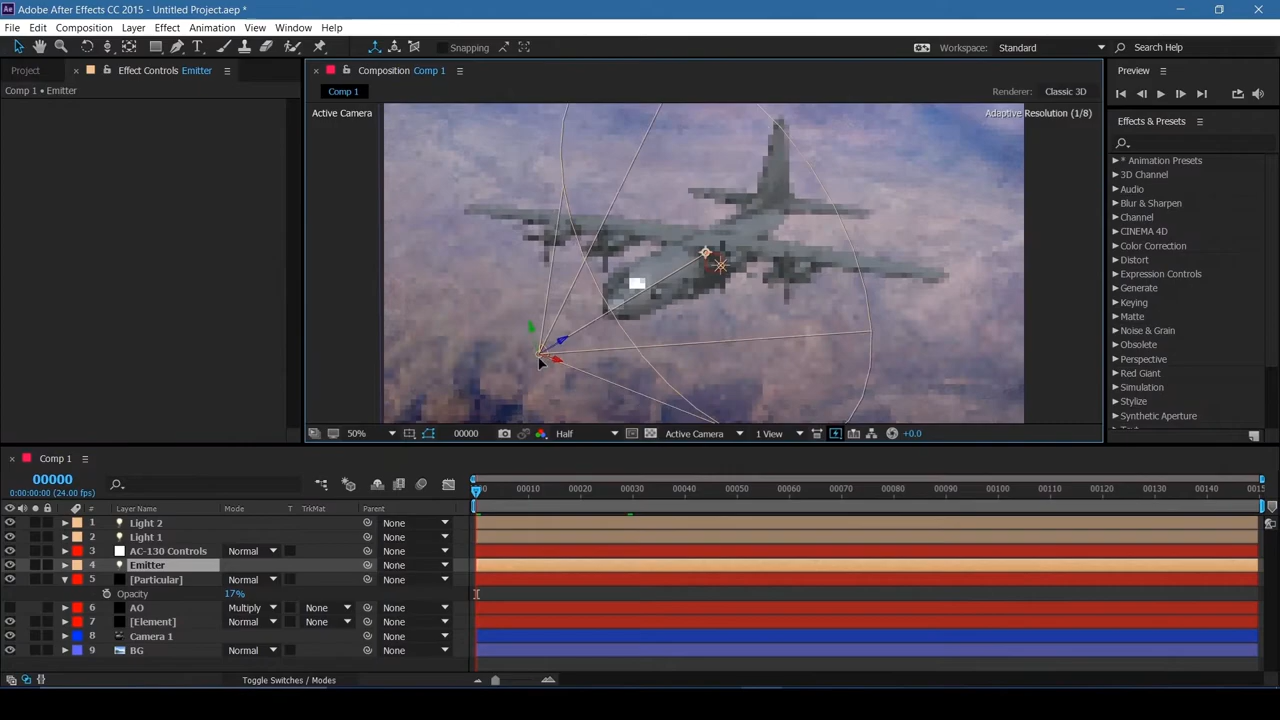 Adobe After Effects CC 2015 - Untitled Project.aep *
File Edit Composition Layer Effect Animation View Window Help
Snapping Workspace: Standard Search Help
Project Effect Controls Emitter Composition Comp 1 Preview
Comp 1 • Emitter Comp 1 Renderer: Classic 3D
Active Camera Adaptive Resolution (1/8)
Effects & Presets
* Animation Presets
3D Channel
Audio
Blur & Sharpen
Channel
CINEMA 4D
Color Correction
Distort
Expression Controls
Generate
Keying
Matte
Noise & Grain
Obsolete
Perspective
Red Giant
Simulation
Stylize
Synthetic Aperture
50% 00000 Half Active Camera 1 View +0.0
Comp 1
00000
0:00:00:00 (24.00 fps)
00010 00020 00030 00040 00050 00060 00070 00080 00090 00100 00110 00120 00130 00140 0015
# Layer Name Mode T TrkMat Parent
1 Light 2 None
2 Light 1 None
3 AC-130 Controls Normal None
4 Emitter None
5 [Particular] Normal None
Opacity 17%
6 AO Multiply None None
7 [Element] Normal None None
8 Camera 1 None
9 BG Normal None
Toggle Switches / Modes